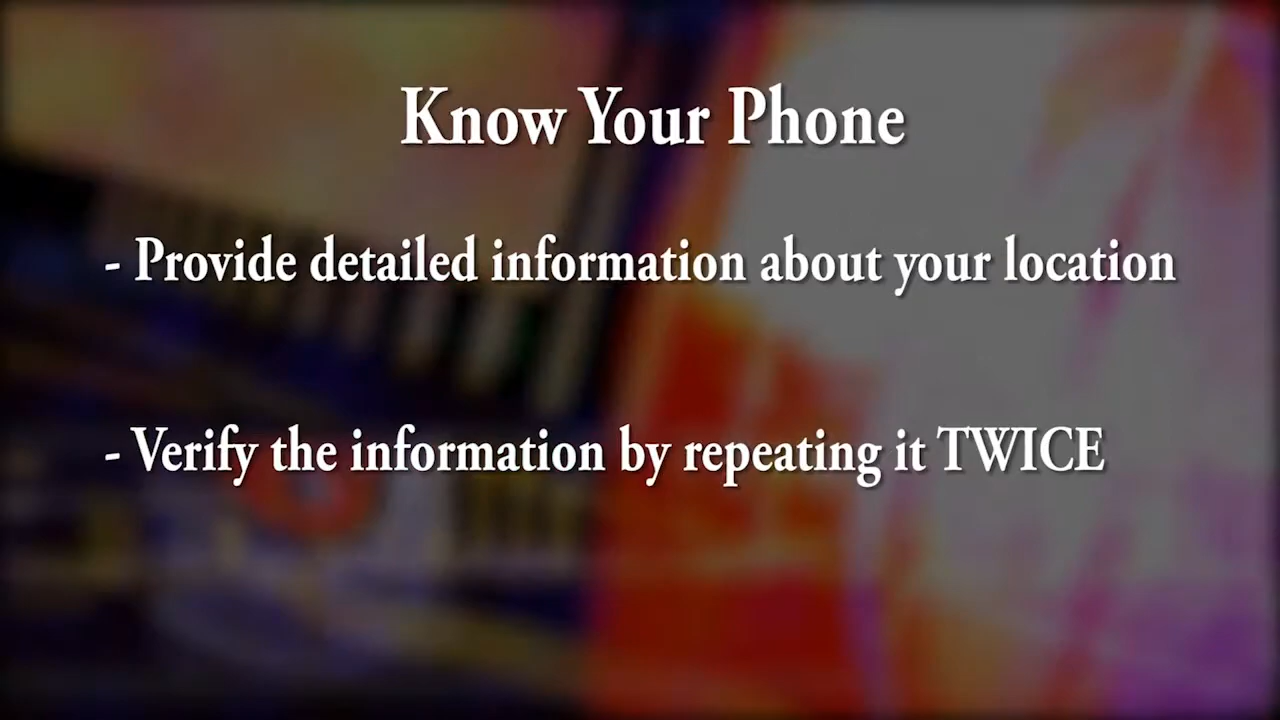 Know Your Phone
- Provide detailed information about your location
- Verify the information by repeating it TWICE